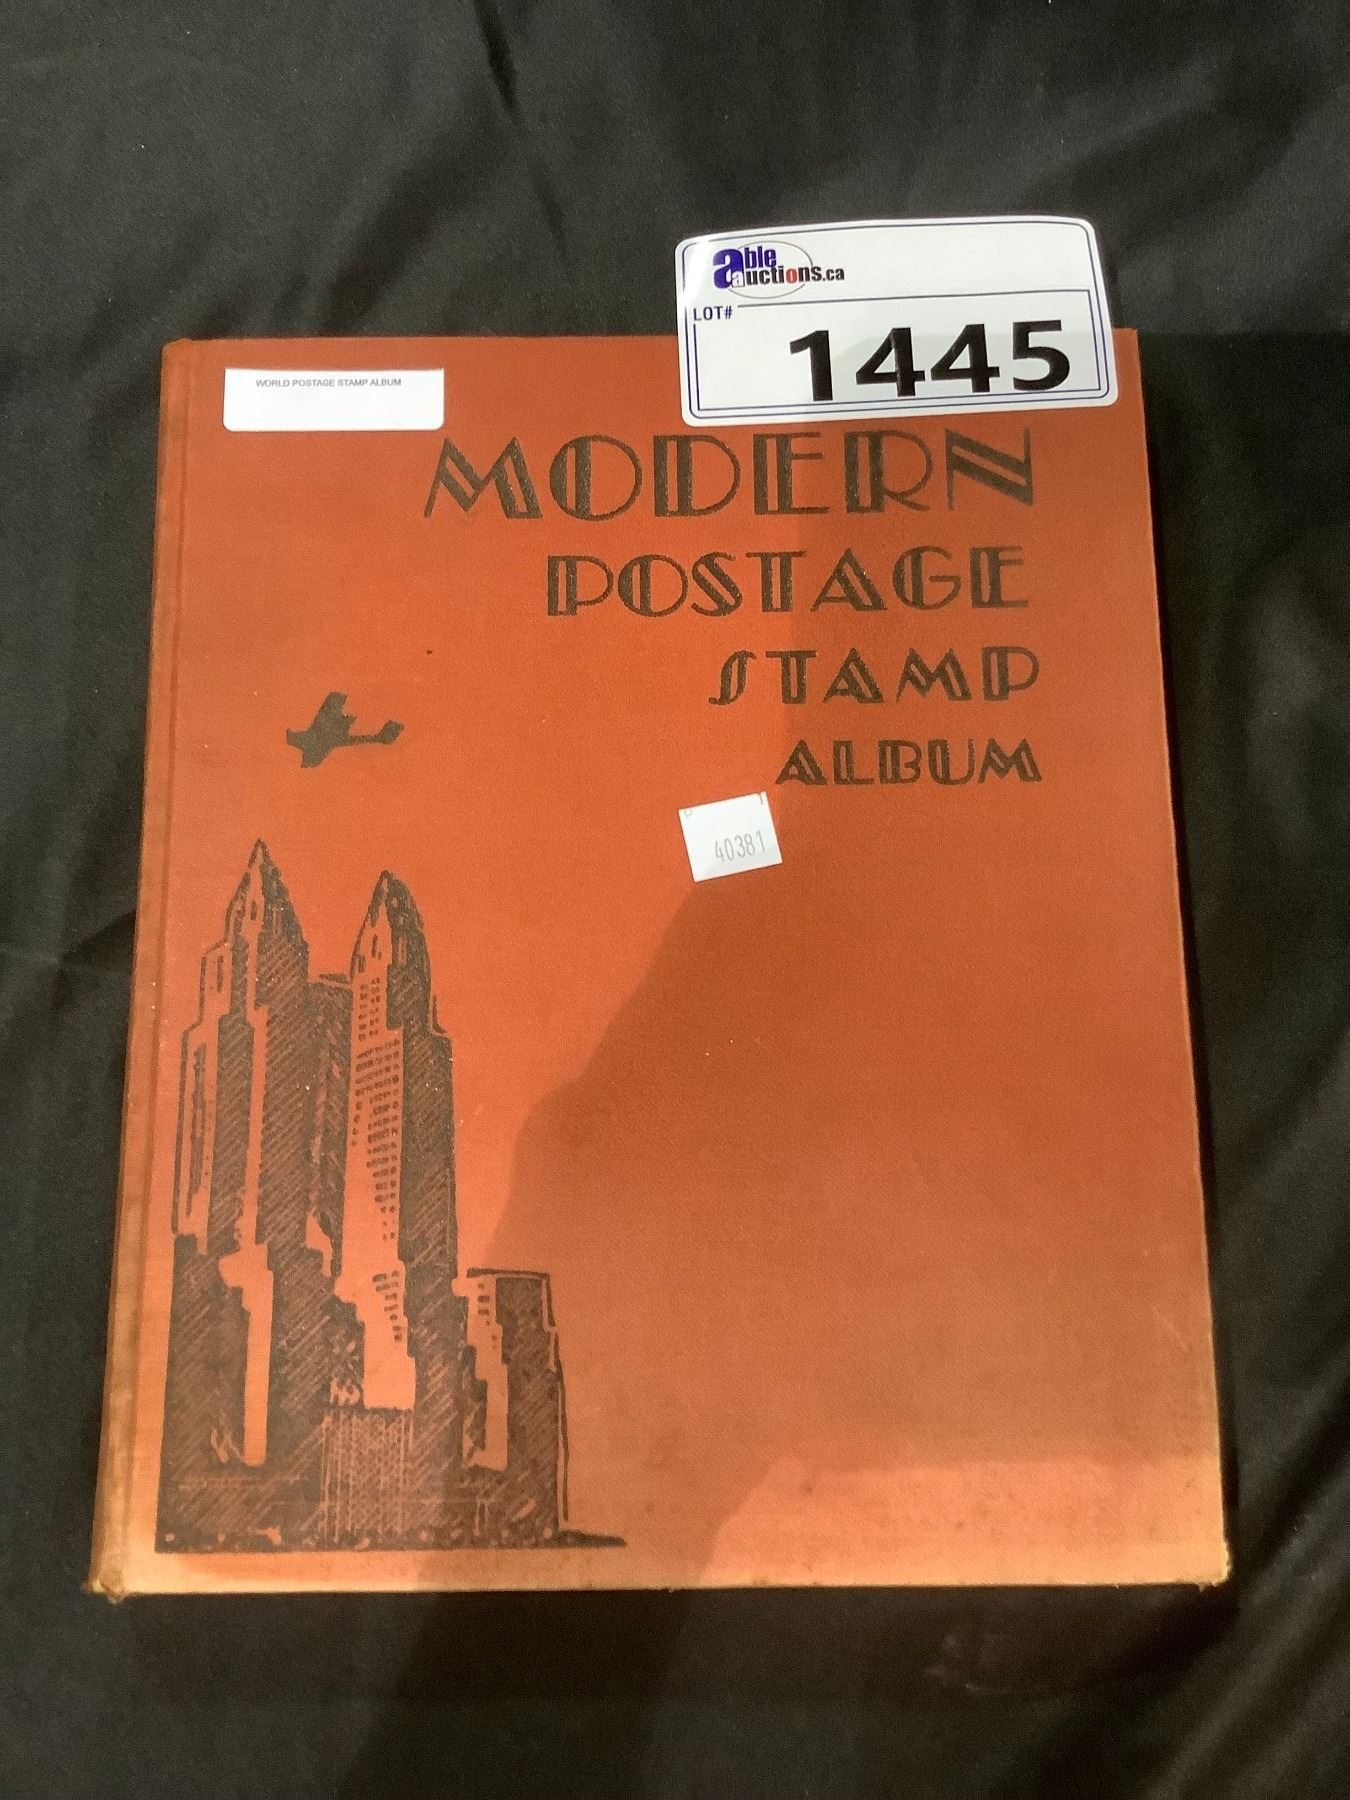 able
auctions.ca
LOT#
1445
WORLD POSTAGE STAMP ALBUM
MODERN
POSTAGE
STAMP
ALBUM
40381